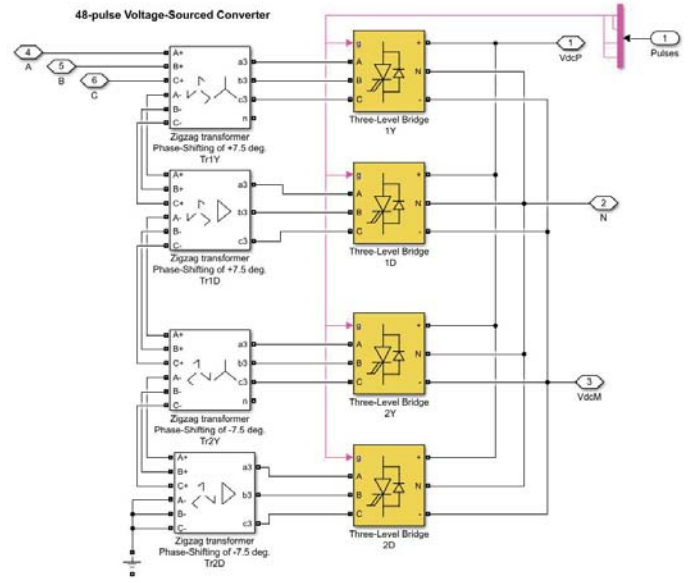 48-pulse Voltage-Sourced Converter
4
A
5
B
6
C
A+
B+
C+
A-
B-
C-
a3
b3
c3
n
Zigzag transformer
Phase-Shifting of +7.5 deg.
Tr1Y
g
A
B
C
+
N
-
Three-Level Bridge
1Y
1
VdcP
1
Pulses
A+
B+
C+
A-
B-
C-
a3
b3
c3
Zigzag transformer
Phase-Shifting of +7.5 deg.
Tr1D
g
A
B
C
+
N
-
Three-Level Bridge
1D
2
N
A+
B+
C+
A-
B-
C-
a3
b3
c3
n
Zigzag transformer
Phase-Shifting of -7.5 deg.
Tr2Y
g
A
B
C
+
N
-
Three-Level Bridge
2Y
3
VdcM
A+
B+
C+
A-
B-
C-
a3
b3
c3
Zigzag transformer
Phase-Shifting of -7.5 deg.
Tr2D
g
A
B
C
+
N
-
Three-Level Bridge
2D